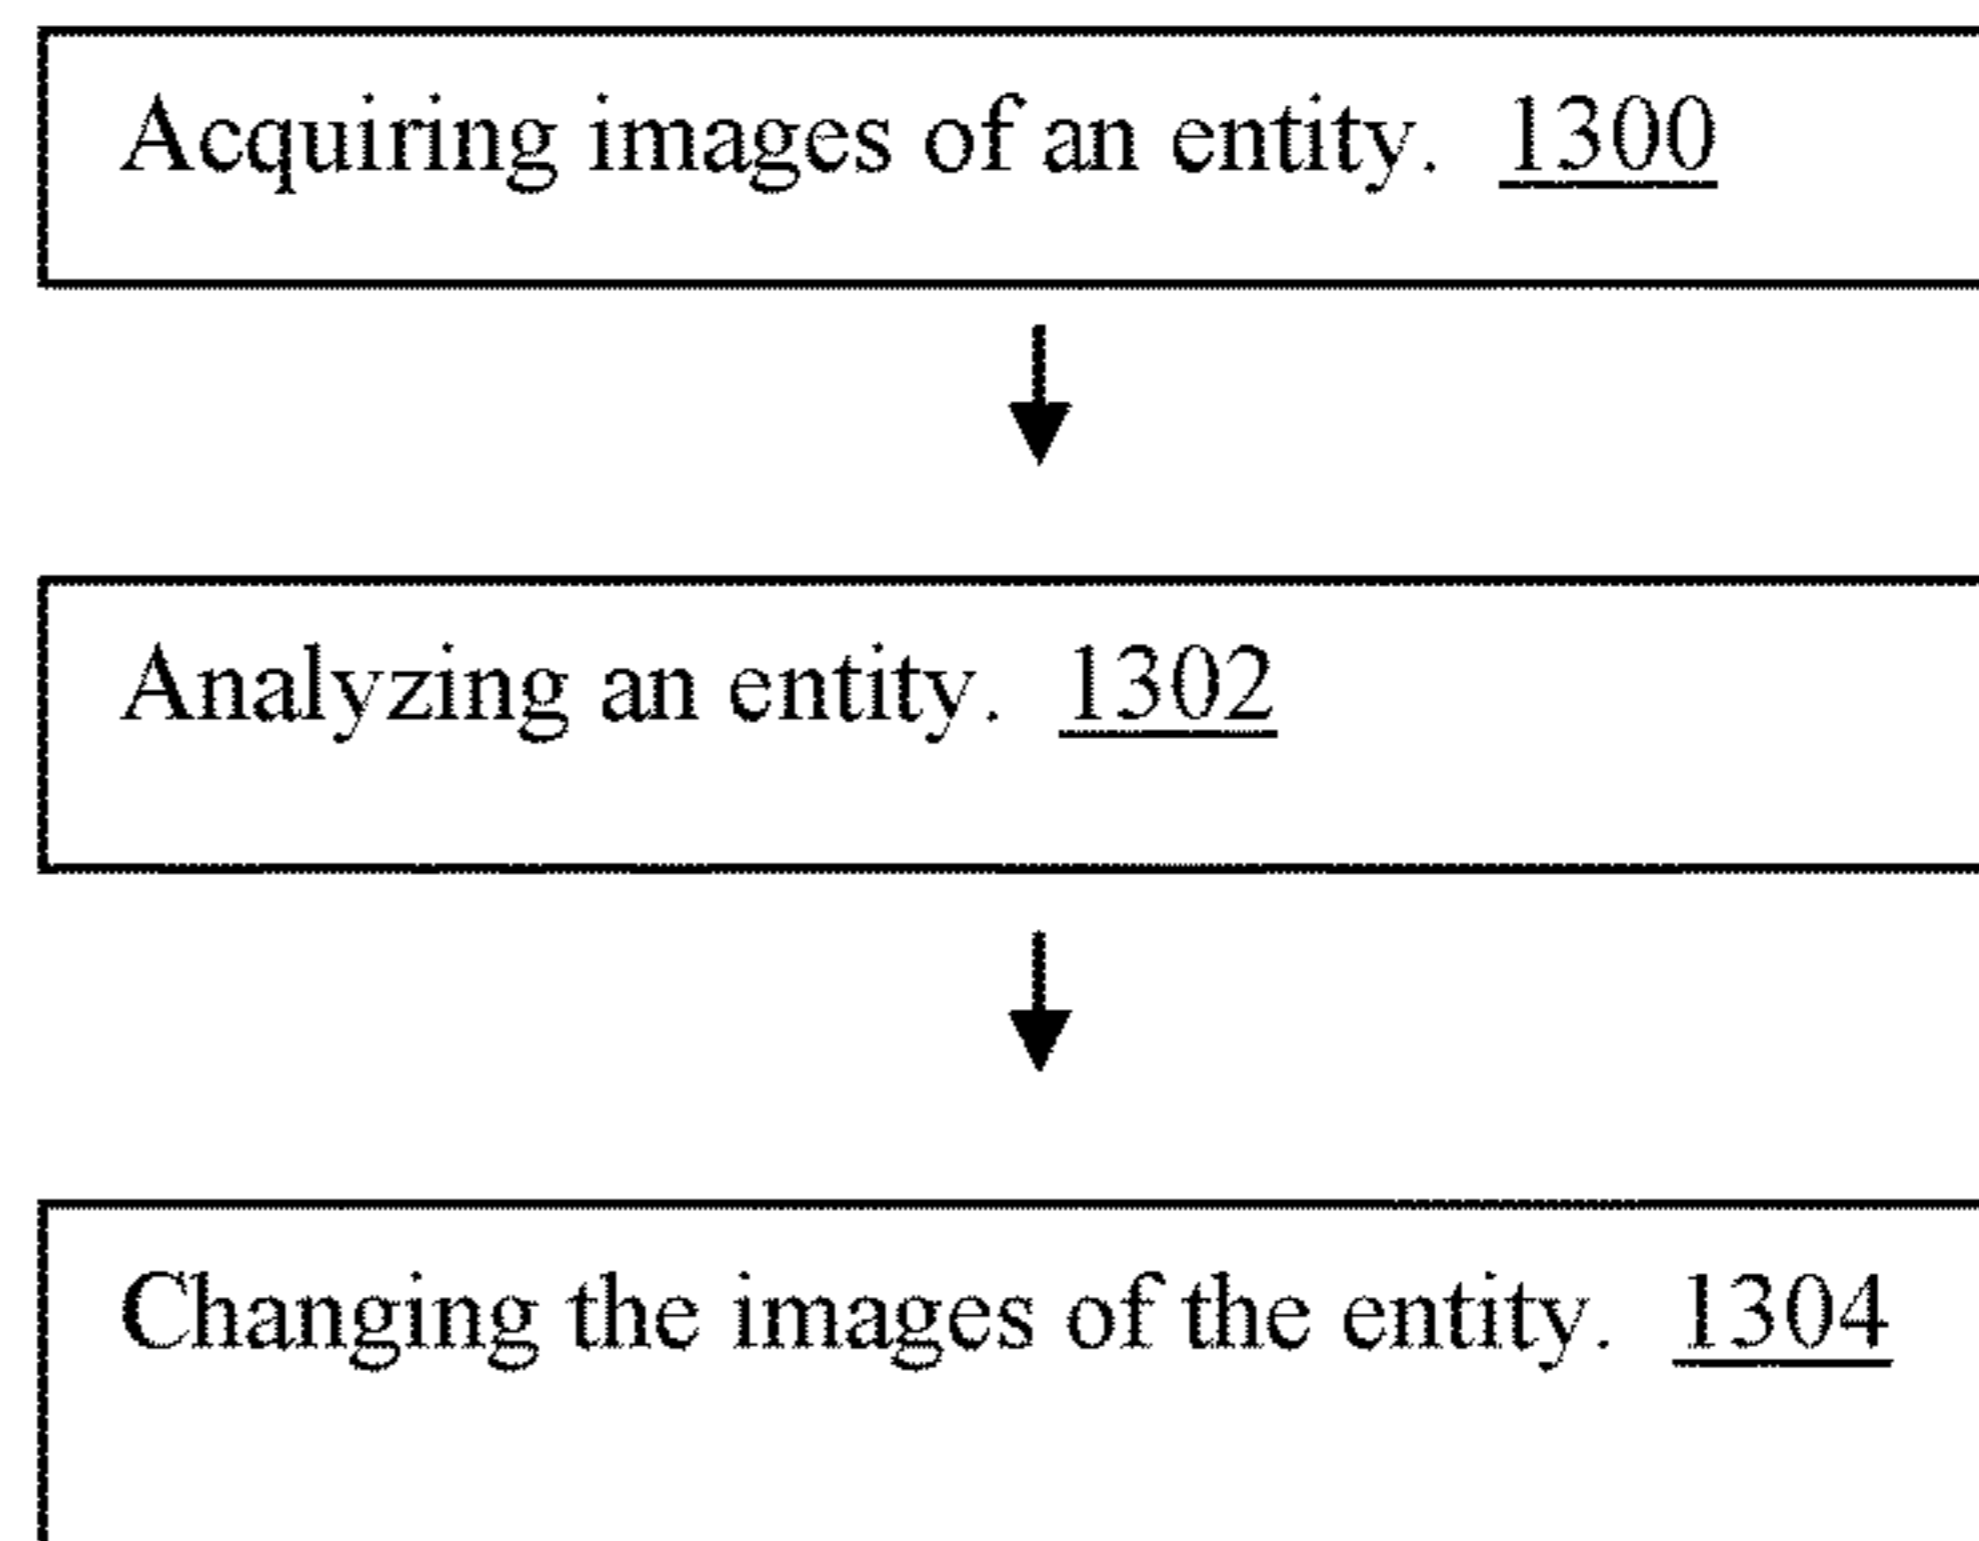 Acquiring images of an entity. 1300
Analyzing an entity. 1302
Changing the images of the entity. 1304